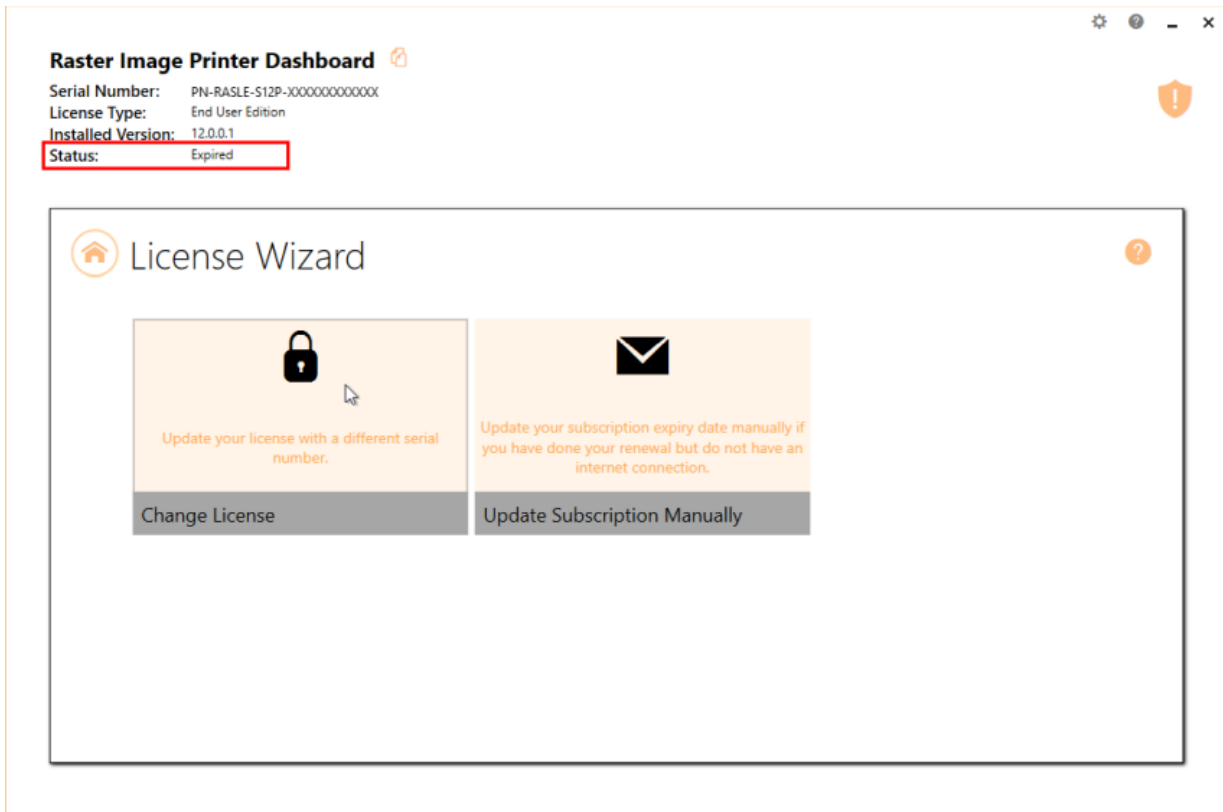 Raster Image Printer Dashboard
Serial Number: PN-RASLE-S12P-XXXXXXXXXXXX
License Type: End User Edition
Installed Version: 12.0.0.1
Status: Expired
License Wizard
?
Update your license with a different serial
number.
Change License
Update your subscription expiry date manually if
you have done your renewal but do not have an
internet connection.
Update Subscription Manually